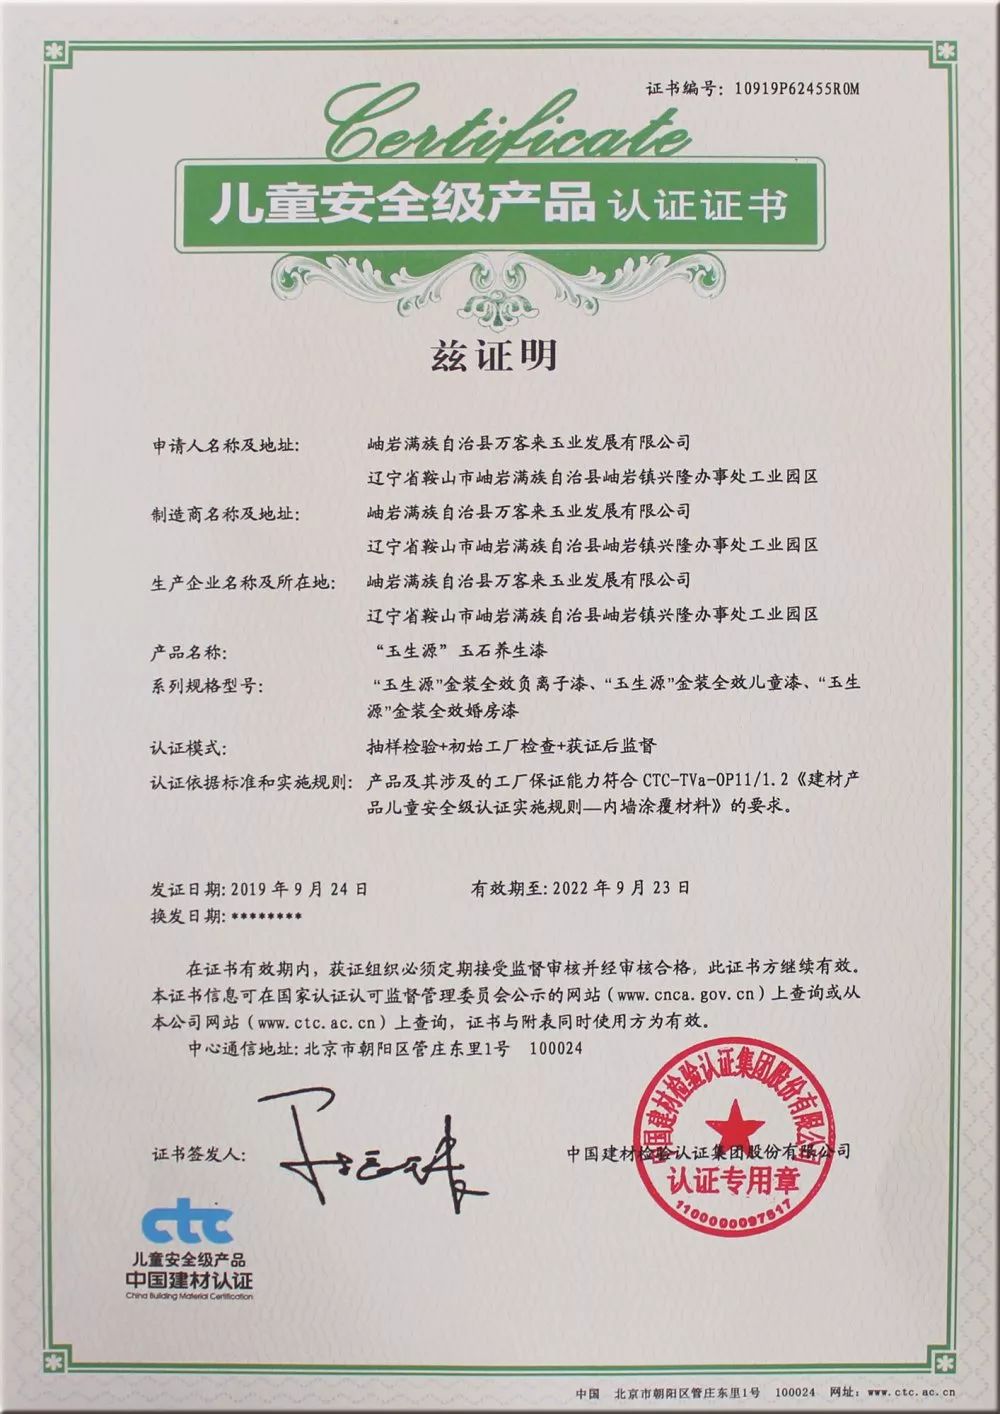 证书编号：10919P62455R0M
Certificate
儿童安全级产品 认证证书
兹证明
申请人名称及地址： 岫岩满族自治县万客来玉业发展有限公司
辽宁省鞍山市岫岩满族自治县岫岩镇兴隆办事处工业园区
制造商名称及地址： 岫岩满族自治县万客来玉业发展有限公司
辽宁省鞍山市岫岩满族自治县岫岩镇兴隆办事处工业园区
生产企业名称及所在地： 岫岩满族自治县万客来玉业发展有限公司
辽宁省鞍山市岫岩满族自治县岫岩镇兴隆办事处工业园区
产品名称： “玉生源”玉石养生漆
系列规格型号： “玉生源”金装全效负离子漆、“玉生源”金装全效儿童漆、“玉生
源”金装全效婚房漆
认证模式： 抽样检验+初始工厂检查+获证后监督
认证依据标准和实施规则： 产品及其涉及的工厂保证能力符合 CTC-TVa-OP11/1.2《建材产
品儿童安全级认证实施规则—内墙涂覆材料》的要求。
发证日期: 2019 年 9 月 24 日 有效期至: 2022 年 9 月 23 日
换发日期: ********
在证书有效期内，获证组织必须定期接受监督审核并经审核合格，此证书方继续有效。
本证书信息可在国家认证认可监督管理委员会公示的网站（www.cnca.gov.cn）上查询或从
本公司网站（www.ctc.ac.cn）上查询，证书与附表同时使用方为有效。
中心通信地址: 北京市朝阳区管庄东里1号 100024
中国建材检验认证集团股份有限公司
证书签发人： 中国建材检验认证集团股份有限公司
认证专用章
1100000097517
ctc
儿童安全级产品
中国建材认证
China Building Material Certification
中国 北京市朝阳区管庄东里1号 100024 网址：www.ctc.ac.cn